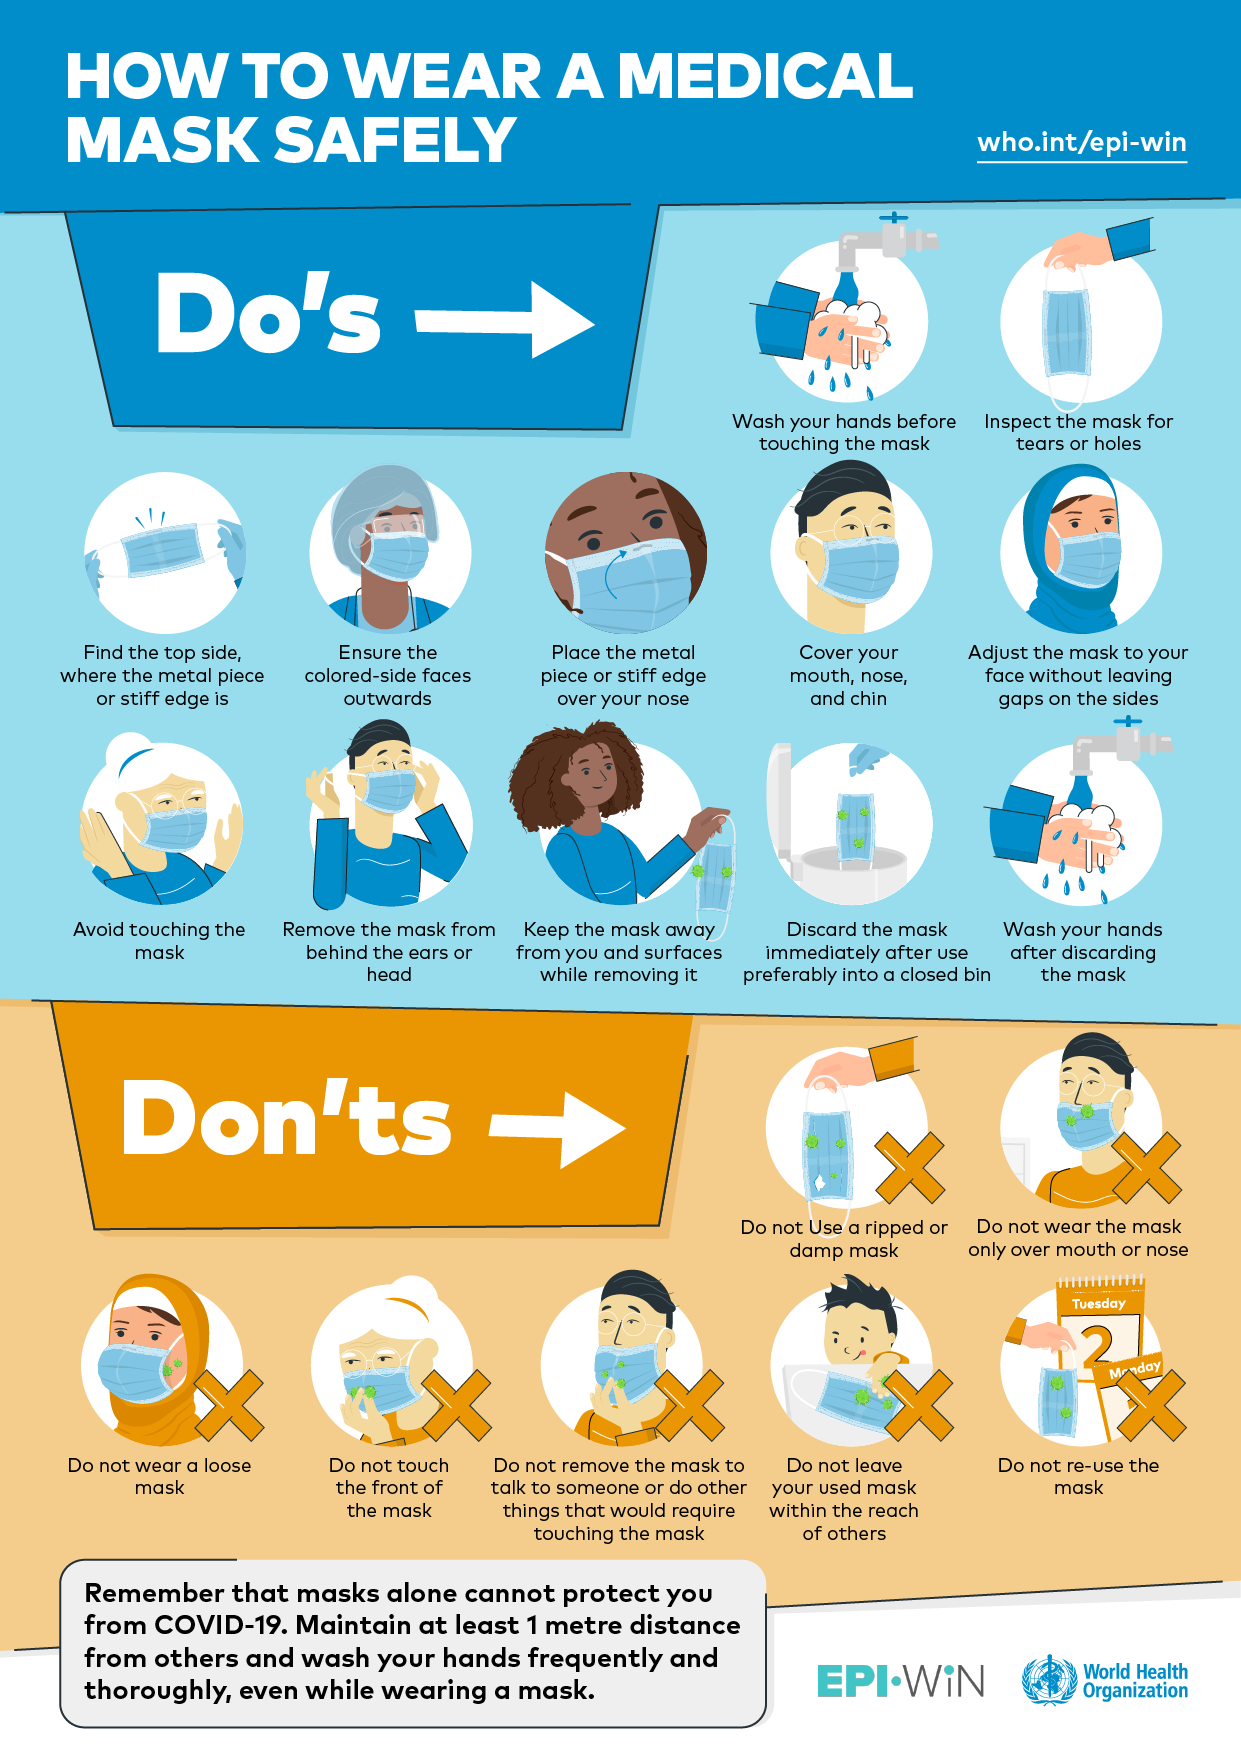 HOW TO WEAR A MEDICAL
MASK SAFELY
who.int/epi-win
Do's
Wash your hands before
touching the mask
Inspect the mask for
tears or holes
Find the top side,
where the metal piece
or stiff edge is
Ensure the
colored-side faces
outwards
Place the metal
piece or stiff edge
over your nose
Cover your
mouth, nose,
and chin
Adjust the mask to your
face without leaving
gaps on the sides
Avoid touching the
mask
Remove the mask from
behind the ears or
head
Keep the mask away
from you and surfaces
while removing it
Discard the mask
immediately after use
preferably into a closed bin
Wash your hands
after discarding
the mask
Don'ts
Do not Use a ripped or
damp mask
Do not wear the mask
only over mouth or nose
Do not wear a loose
mask
Do not touch
the front of
the mask
Do not remove the mask to
talk to someone or do other
things that would require
touching the mask
Do not leave
your used mask
within the reach
of others
Tuesday
2
Monday
Do not re-use the
mask
Remember that masks alone cannot protect you
from COVID-19. Maintain at least 1 metre distance
from others and wash your hands frequently and
thoroughly, even while wearing a mask.
EPI•WiN
World Health
Organization